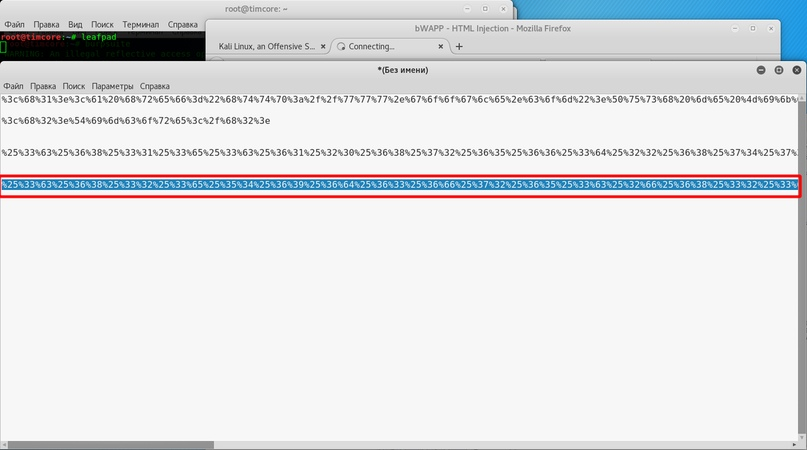 root@timcore: ~
Файл Правка Вид Поиск Терминал Справка
root@timcore:~# leafpad
bWAPP - HTML Injection - Mozilla Firefox
Kali Linux, an Offensive S...
Connecting...
*(Без имени)
Файл Правка Поиск Параметры Справка
%3c%68%31%3e%3c%61%20%68%72%65%66%3d%22%68%74%74%70%3a%2f%2f%77%77%77%2e%67%6f%6f%67%6c%65%2e%63%6f%6d%22%3e%50%75%73%68%20%6d%65%20%4d%69%6b%
%3c%68%32%3e%54%69%6d%63%6f%72%65%3c%2f%68%32%3e
%25%33%63%25%36%38%25%33%31%25%33%65%25%33%63%25%36%31%25%32%30%25%36%38%25%37%32%25%36%35%25%36%36%25%33%64%25%32%32%25%36%38%25%37%34%25%37%
%25%33%63%25%36%38%25%33%32%25%33%65%25%35%34%25%36%39%25%36%64%25%36%33%25%36%66%25%37%32%25%36%35%25%33%63%25%32%66%25%36%38%25%33%32%25%33%